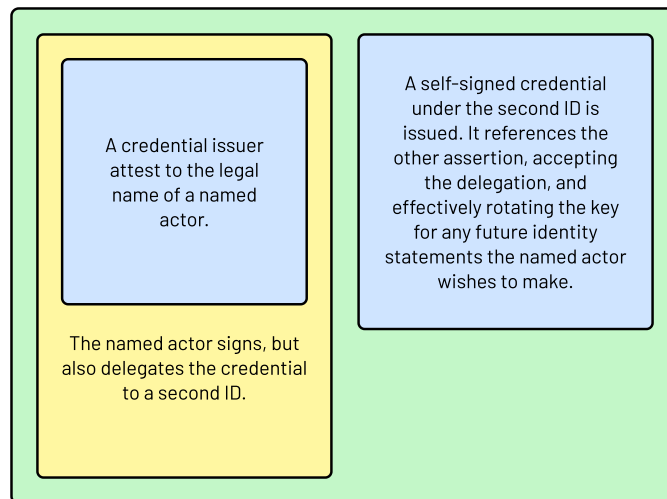 A credential issuer
attest to the legal
name of a named
actor.
The named actor signs, but
also delegates the credential
to a second ID.
A self-signed credential
under the second ID is
issued. It references the
other assertion, accepting
the delegation, and
effectively rotating the key
for any future identity
statements the named actor
wishes to make.